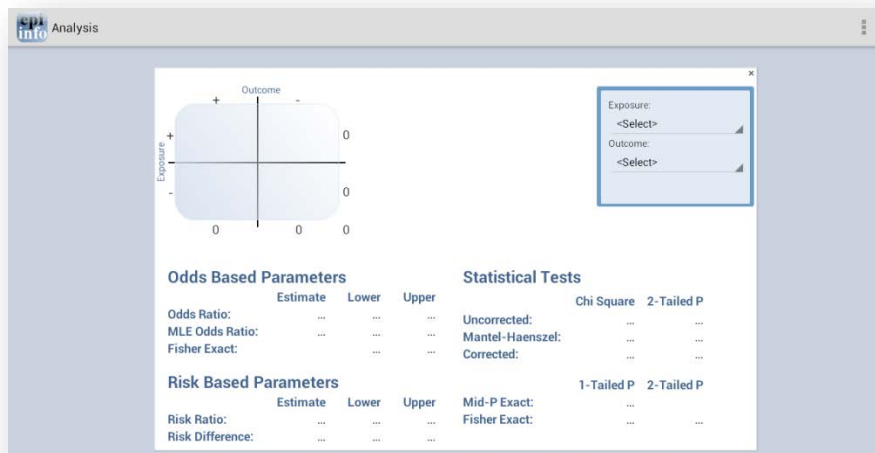 epi info
Analysis
×
Outcome
+ -
Exposure
+ 0
- 0
0 0 0
Exposure:
<Select>
Outcome:
<Select>
Odds Based Parameters
Estimate Lower Upper
Odds Ratio: ... ... ...
MLE Odds Ratio: ... ... ...
Fisher Exact: ... ...
Risk Based Parameters
Estimate Lower Upper
Risk Ratio: ... ... ...
Risk Difference: ... ... ...
Statistical Tests
Chi Square 2-Tailed P
Uncorrected: ... ...
Mantel-Haenszel: ... ...
Corrected: ... ...
1-Tailed P 2-Tailed P
Mid-P Exact: ...
Fisher Exact: ... ...